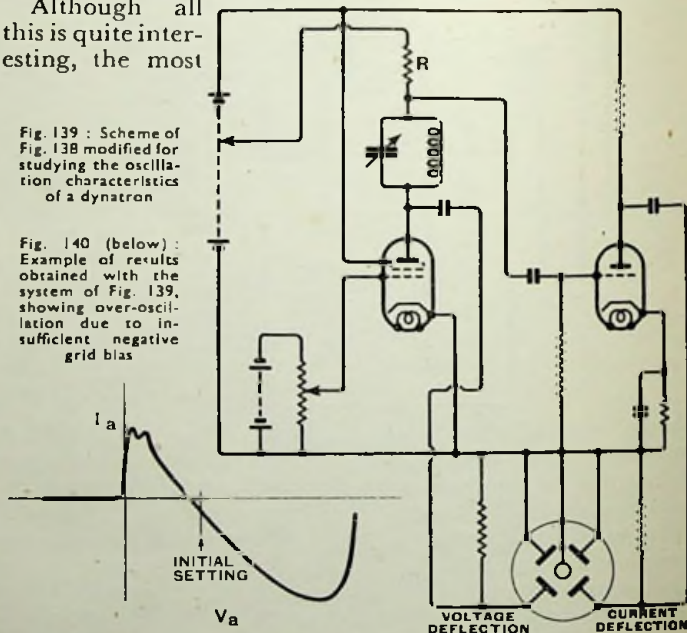 Although all
this is quite inter-
esting, the most
Fig. 139 : Scheme of
Fig. 138 modified for
studying the oscilla-
tion characteristics
of a dynatron
Fig. 140 (below) :
Example of results
obtained with the
system of Fig. 139,
showing over-oscil-
lation due to in-
sufficient negative
grid bias
R
I a
INITIAL
SETTING
Va
VOLTAGE
DEFLECTION
CURRENT
DEFLECTION